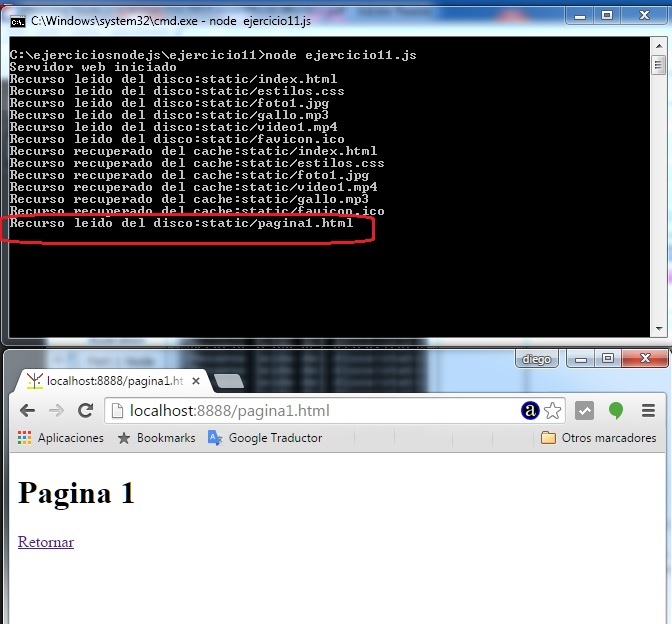 C:\Windows\system32\cmd.exe - node ejercicio11.js
C:\ejerciciosnodejs\ejercicio11>node ejercicio11.js
Servidor web iniciado
Recurso leido del disco:static/index.html
Recurso leido del disco:static/estilos.css
Recurso leido del disco:static/foto1.jpg
Recurso leido del disco:static/gallo.mp3
Recurso leido del disco:static/video1.mp4
Recurso leido del disco:static/favicon.ico
Recurso recuperado del cache:static/index.html
Recurso recuperado del cache:static/estilos.css
Recurso recuperado del cache:static/foto1.jpg
Recurso recuperado del cache:static/video1.mp4
Recurso recuperado del cache:static/gallo.mp3
Recurso recuperado del cache:static/favicon.ico
Recurso leido del disco:static/pagina1.html
diego
localhost:8888/pagina1.ht
localhost:8888/pagina1.html
a
Aplicaciones Bookmarks Google Traductor Otros marcadores
Pagina 1
Retornar